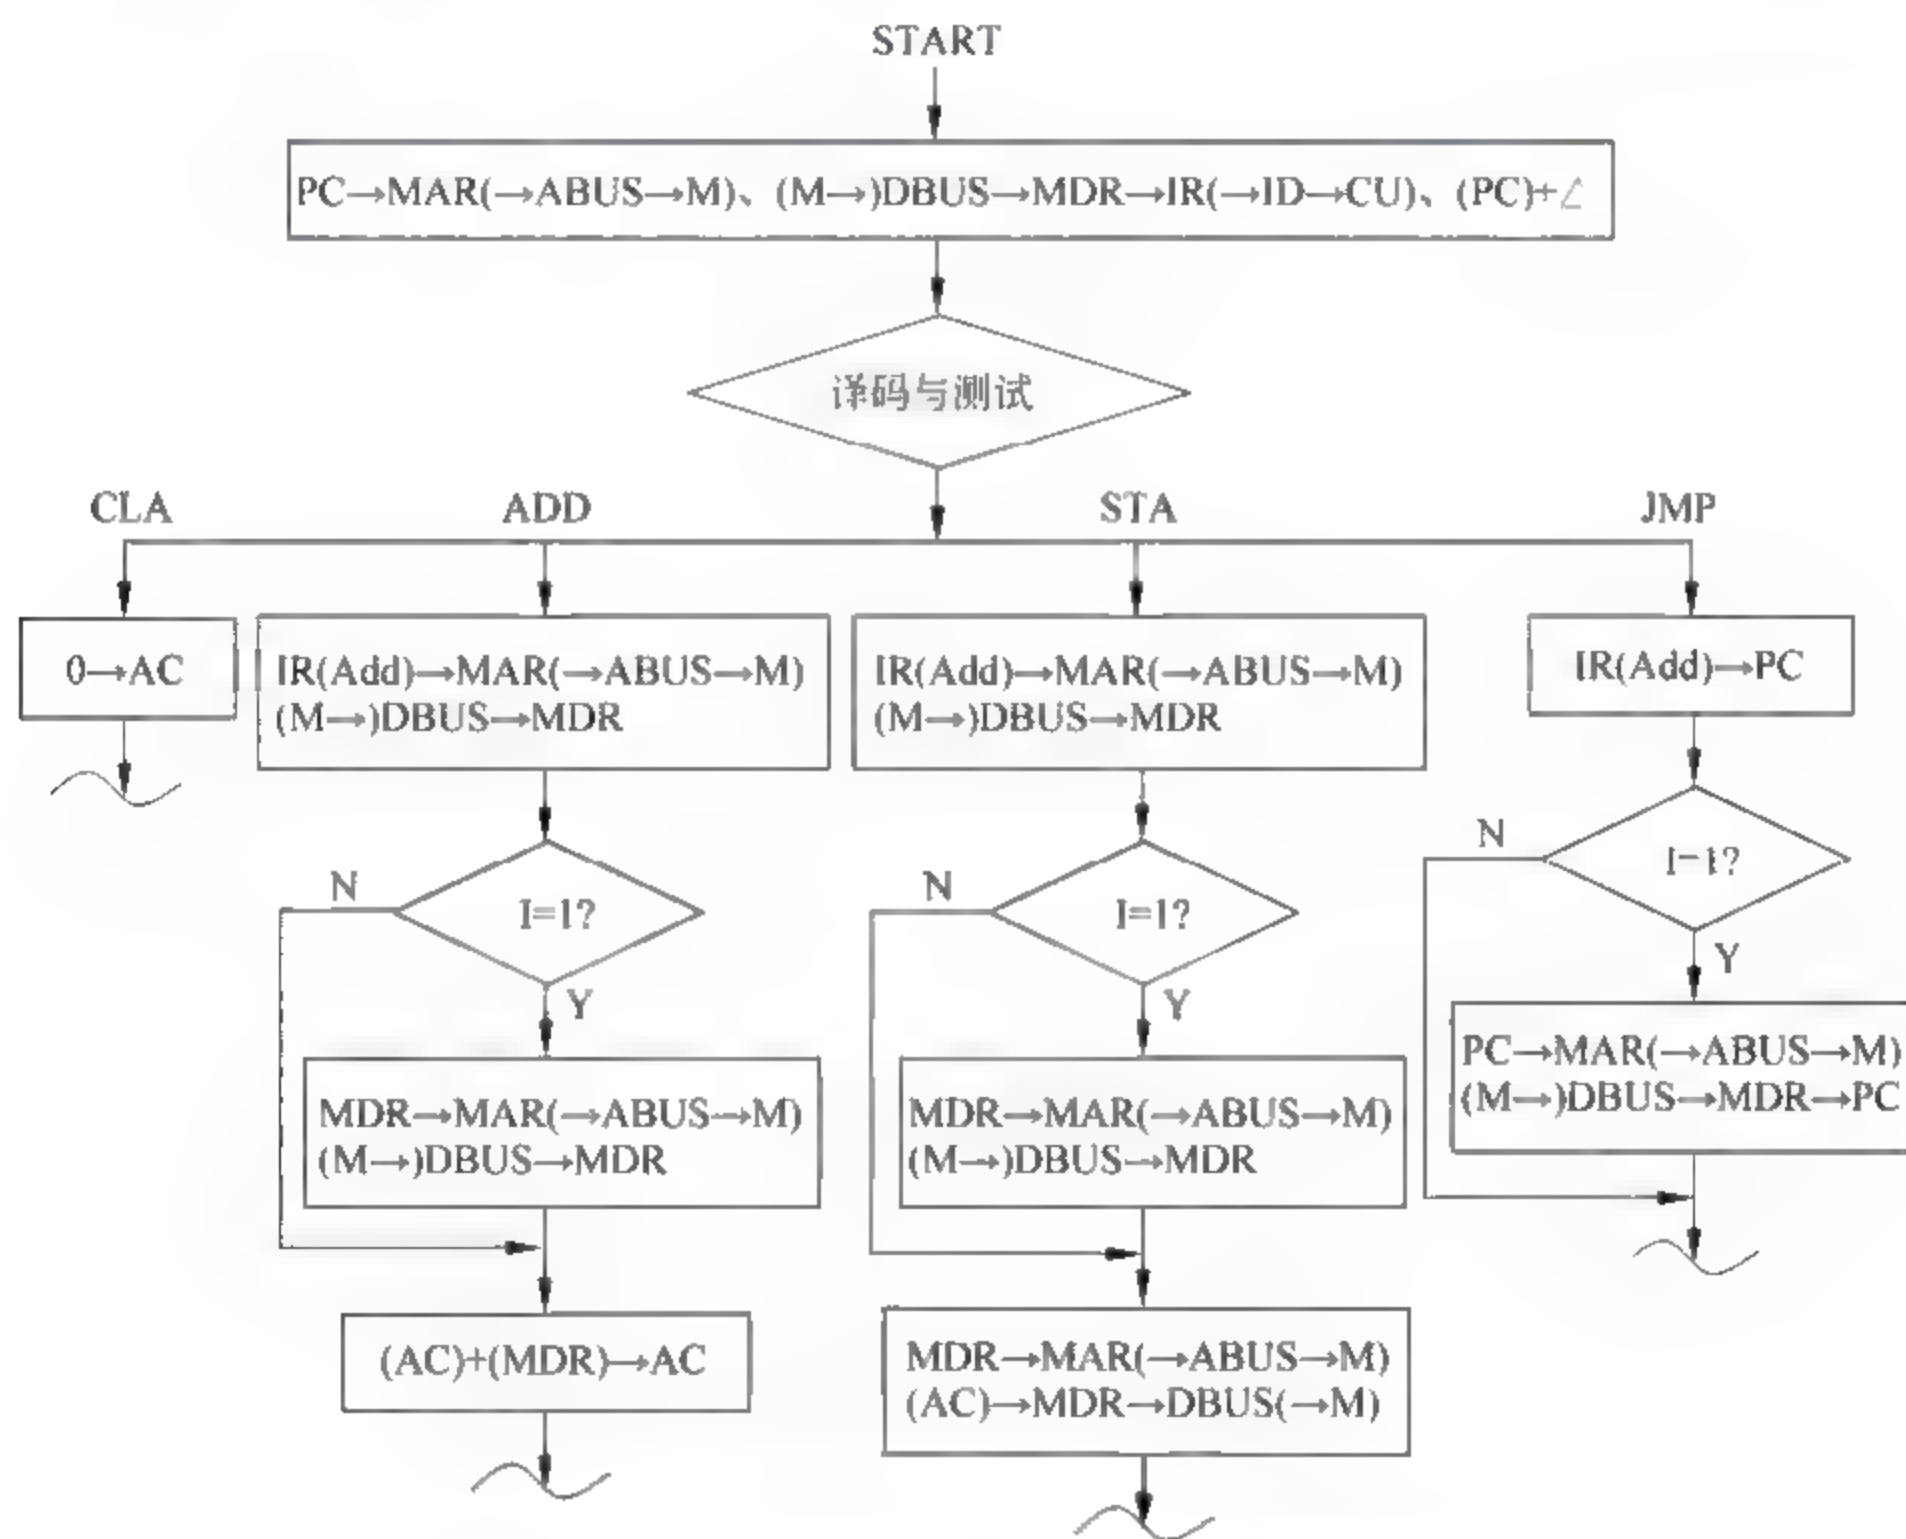 START
PC→MAR(→ABUS→M)、(M→)DBUS→MDR→IR(→ID→CU)、(PC)+∠
译码与测试
CLA
ADD
STA
JMP
0→AC
IR(Add)→MAR(→ABUS→M)
(M→)DBUS→MDR
IR(Add)→MAR(→ABUS→M)
(M→)DBUS→MDR
IR(Add)→PC
N
I=1?
Y
N
I=1?
Y
N
I=1?
Y
MDR→MAR(→ABUS→M)
(M→)DBUS→MDR
MDR→MAR(→ABUS→M)
(M→)DBUS→MDR
PC→MAR(→ABUS→M)
(M→)DBUS→MDR→PC
(AC)+(MDR)→AC
MDR→MAR(→ABUS→M)
(AC)→MDR→DBUS(→M)